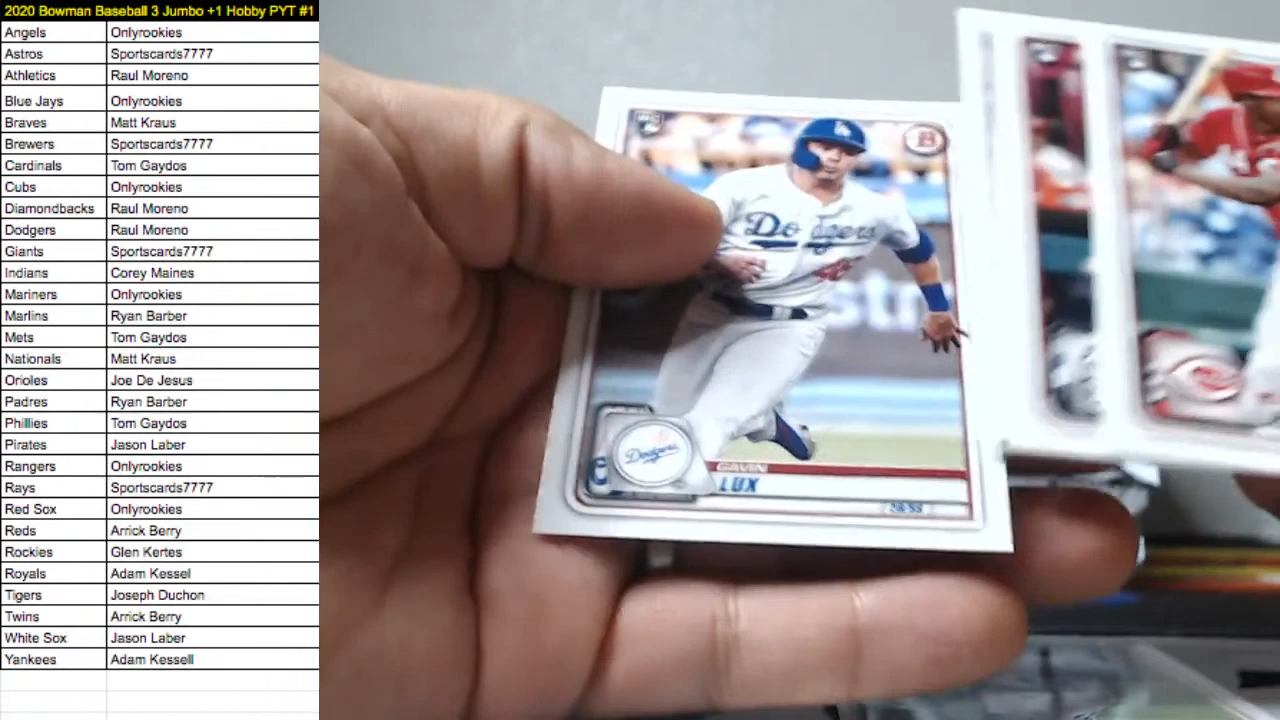 2020 Bowman Baseball 3 Jumbo +1 Hobby PYT #1
Angels Onlyrookies
Astros Sportscards7777
Athletics Raul Moreno
Blue Jays Onlyrookies
Braves Matt Kraus
Brewers Sportscards7777
Cardinals Tom Gaydos
Cubs Onlyrookies
Diamondbacks Raul Moreno
Dodgers Raul Moreno
Giants Sportscards7777
Indians Corey Maines
Mariners Onlyrookies
Marlins Ryan Barber
Mets Tom Gaydos
Nationals Matt Kraus
Orioles Joe De Jesus
Padres Ryan Barber
Phillies Tom Gaydos
Pirates Jason Laber
Rangers Onlyrookies
Rays Sportscards7777
Red Sox Onlyrookies
Reds Arrick Berry
Rockies Glen Kertes
Royals Adam Kessel
Tigers Joseph Duchon
Twins Arrick Berry
White Sox Jason Laber
Yankees Adam Kessell
B
LA
Dodgers
Dodgers
GAVIN
LUX